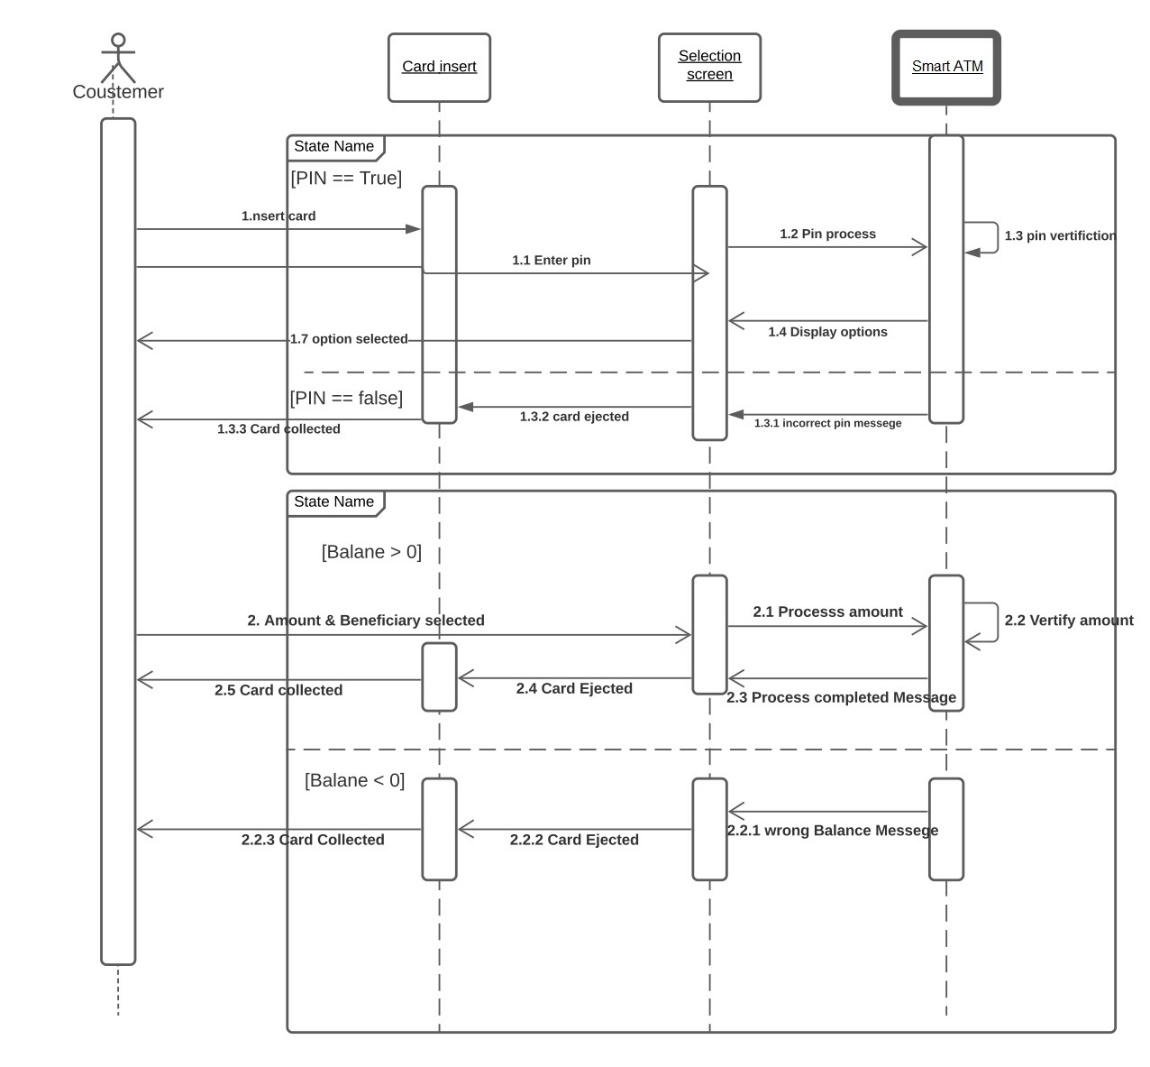 Coustemer
Card insert
Selection
screen
Smart ATM
State Name
[PIN == True]
1.nsert card
1.2 Pin process
1.3 pin vertifiction
1.1 Enter pin
1.4 Display options
1.7 option selected
[PIN == false]
1.3.2 card ejected
1.3.1 incorrect pin messege
1.3.3 Card collected
State Name
[Balane > 0]
2. Amount & Beneficiary selected
2.1 Processs amount
2.2 Vertify amount
2.5 Card collected
2.4 Card Ejected
2.3 Process completed Message
[Balane < 0]
2.2.1 wrong Balance Messege
2.2.3 Card Collected
2.2.2 Card Ejected